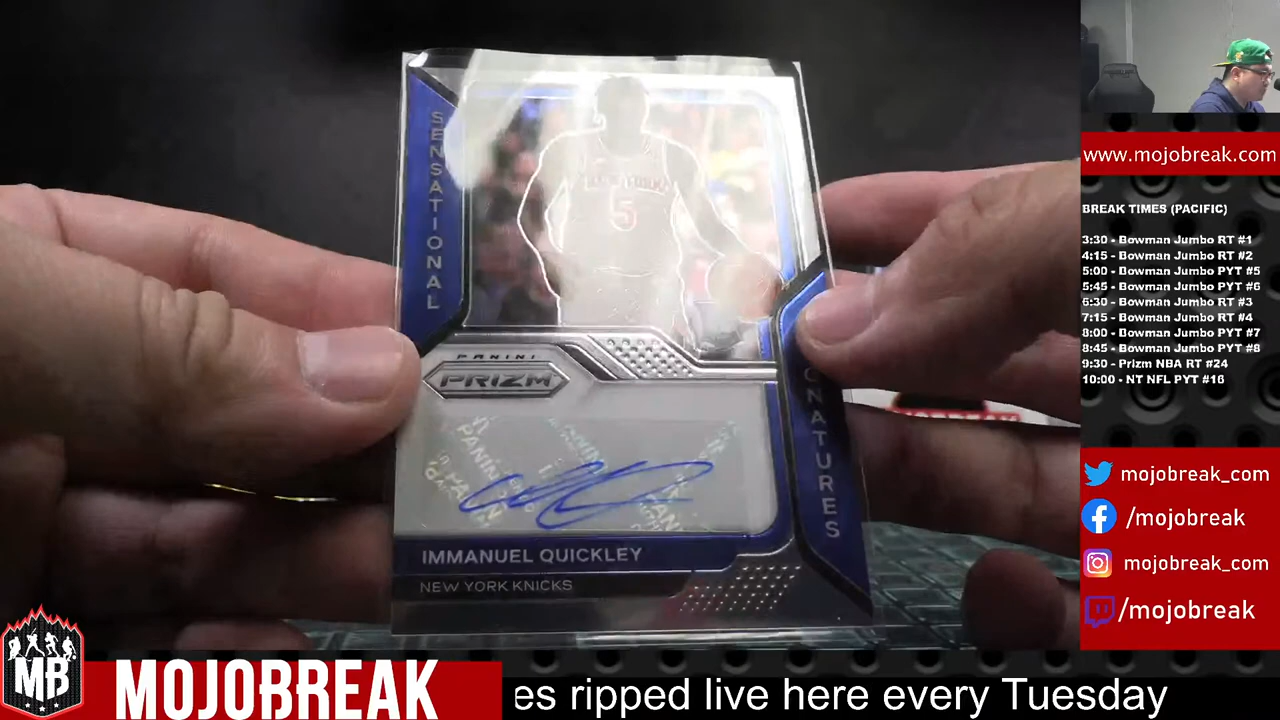 SENSATIONAL
5
PANINI
PRIZM
IMMANUEL QUICKLEY
NEW YORK KNICKS
MOJOBREAK
www.mojobreak.com
BREAK TIMES (PACIFIC)
3:30 - Bowman Jumbo RT #1
4:15 - Bowman Jumbo RT #2
5:00 - Bowman Jumbo PYT #5
5:45 - Bowman Jumbo PYT #6
6:30 - Bowman Jumbo RT #3
7:15 - Bowman Jumbo RT #4
8:00 - Bowman Jumbo PYT #7
8:45 - Bowman Jumbo PYT #8
9:30 - Prizm NBA RT #24
10:00 - NT NFL PYT #16
mojobreak_com
/mojobreak
mojobreak_com
/mojobreak
MB
MOJOBREAK
es ripped live here every Tuesday